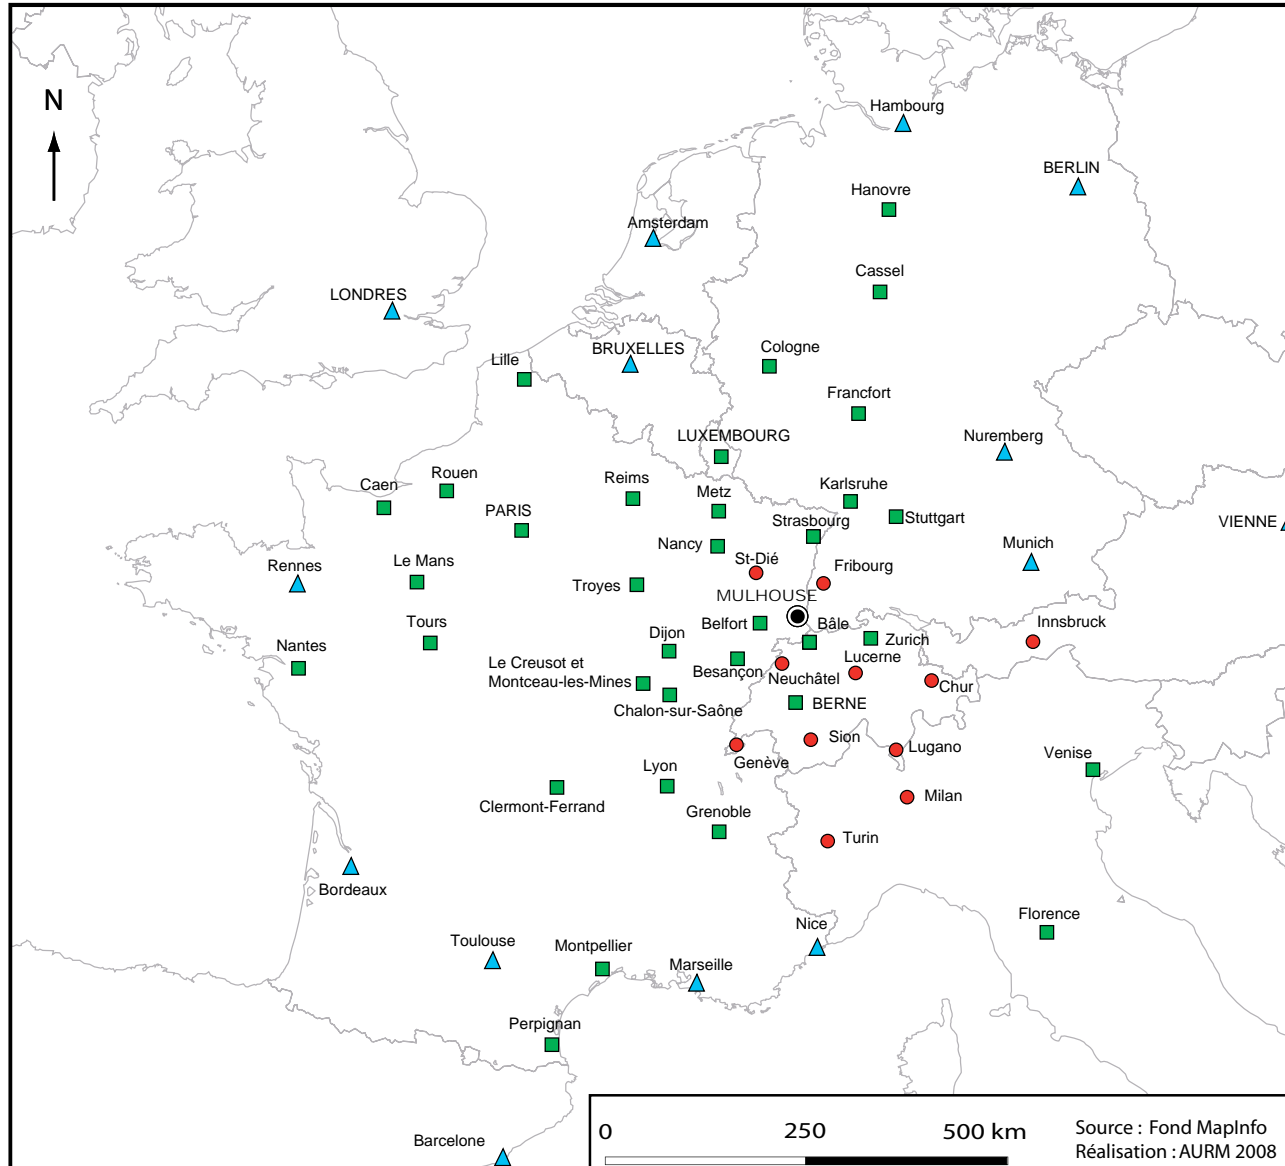 N
Hambourg
BERLIN
Hanovre
Amsterdam
Cassel
LONDRES
BRUXELLES
Cologne
Lille
Francfort
LUXEMBOURG
Nuremberg
Rouen
Reims
Caen
Metz
Karlsruhe
PARIS
Strasbourg
Stuttgart
VIENNE
Nancy
St-Dié
Munich
Rennes
Le Mans
Fribourg
Troyes
MULHOUSE
Tours
Belfort
Bâle
Innsbruck
Dijon
Zurich
Nantes
Le Creusot et
Montceau-les-Mines
Besançon
Lucerne
Neuchâtel
Chur
Chalon-sur-Saône
BERNE
Sion
Lugano
Venise
Genève
Lyon
Milan
Clermont-Ferrand
Grenoble
Turin
Bordeaux
Florence
Nice
Toulouse
Montpellier
Marseille
Perpignan
Barcelone
0 250 500 km
Source : Fond MapInfo
Réalisation : AURM 2008